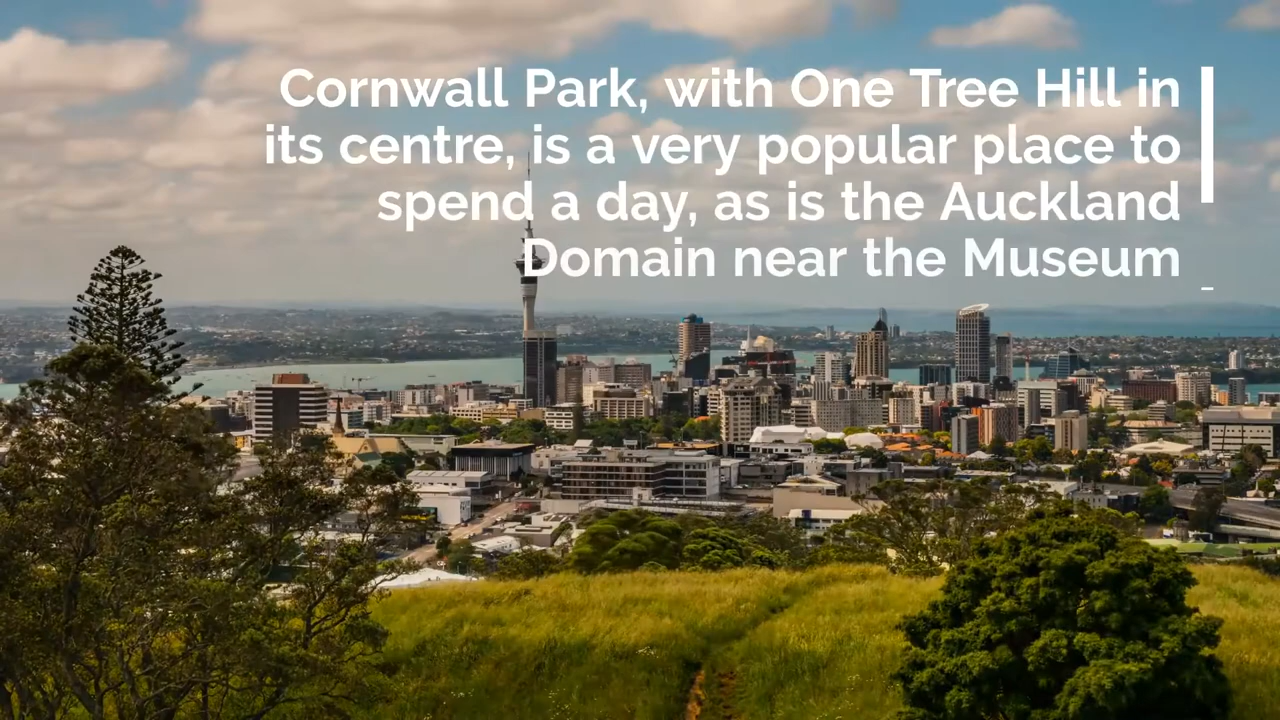 Cornwall Park, with One Tree Hill in
its centre, is a very popular place to
spend a day, as is the Auckland
Domain near the Museum